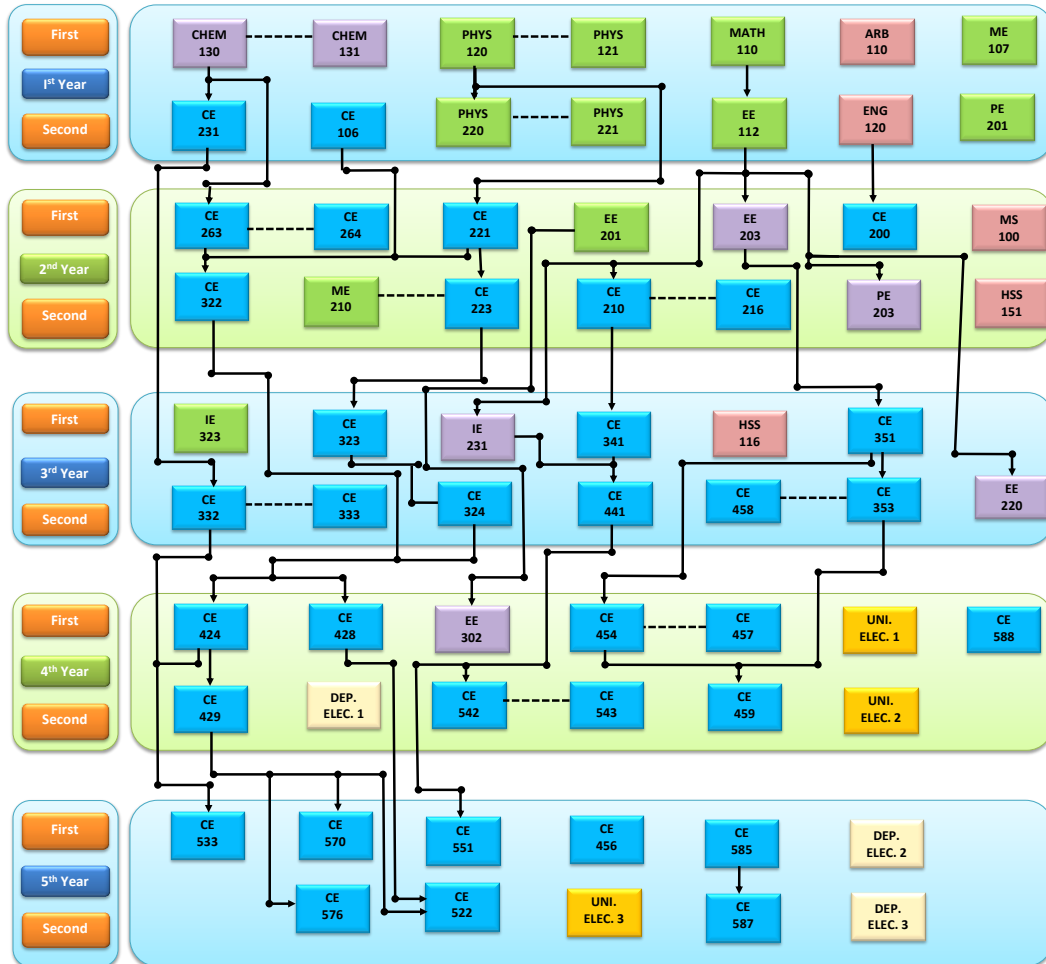 First
CHEM
130
CHEM
131
PHYS
120
PHYS
121
MATH
110
ARB
110
ME
107
Iˢᵗ Year
Second
CE
231
CE
106
PHYS
220
PHYS
221
EE
112
ENG
120
PE
201
First
CE
263
CE
264
CE
221
EE
201
EE
203
CE
200
MS
100
2ⁿᵈ Year
Second
CE
322
ME
210
CE
223
CE
210
CE
216
PE
203
HSS
151
First
IE
323
CE
323
IE
231
CE
341
HSS
116
CE
351
3ʳᵈ Year
Second
CE
332
CE
333
CE
324
CE
441
CE
458
CE
353
EE
220
First
CE
424
CE
428
EE
302
CE
454
CE
457
UNI.
ELEC. 1
CE
588
4ᵗʰ Year
Second
CE
429
DEP.
ELEC. 1
CE
542
CE
543
CE
459
UNI.
ELEC. 2
First
CE
533
CE
570
CE
551
CE
456
CE
585
DEP.
ELEC. 2
5ᵗʰ Year
Second
CE
576
CE
522
UNI.
ELEC. 3
CE
587
DEP.
ELEC. 3